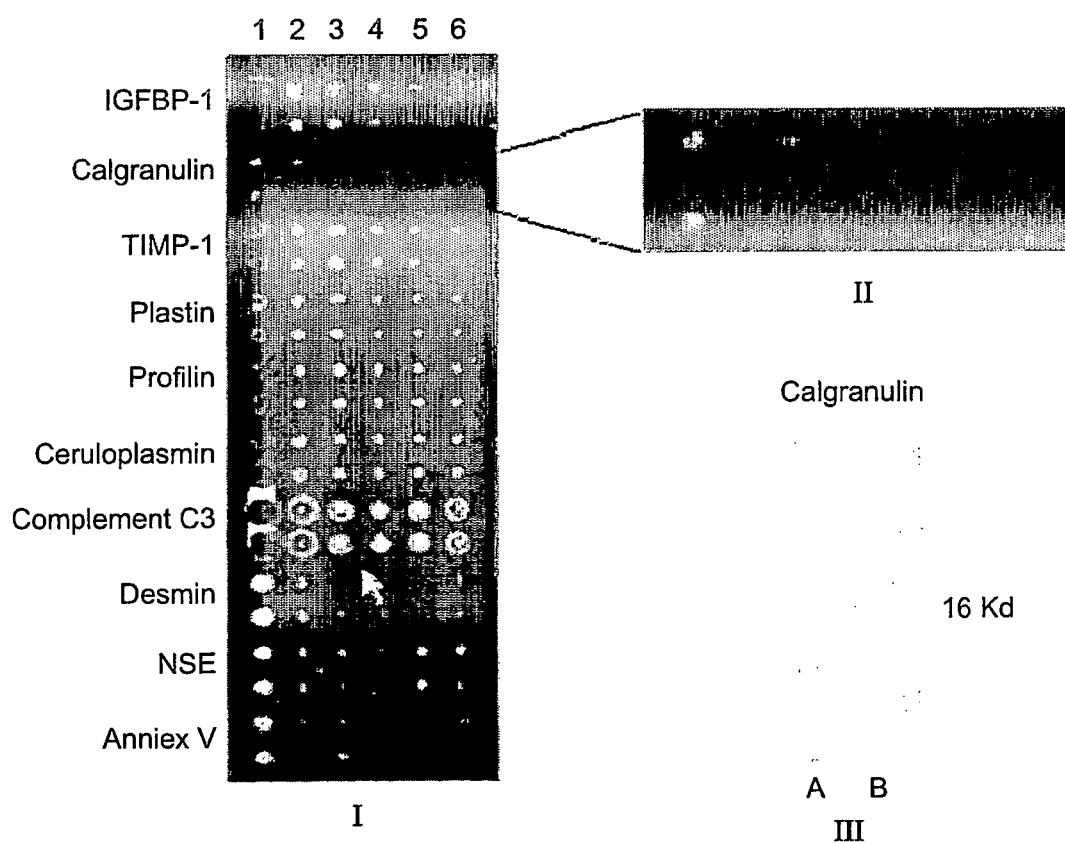 1 2 3 4 5 6
IGFBP-1
Calgranulin
TIMP-1
Plastin
Profilin
Ceruloplasmin
Complement C3
Desmin
NSE
Anniex V
I
II
Calgranulin
16 Kd
A B
III